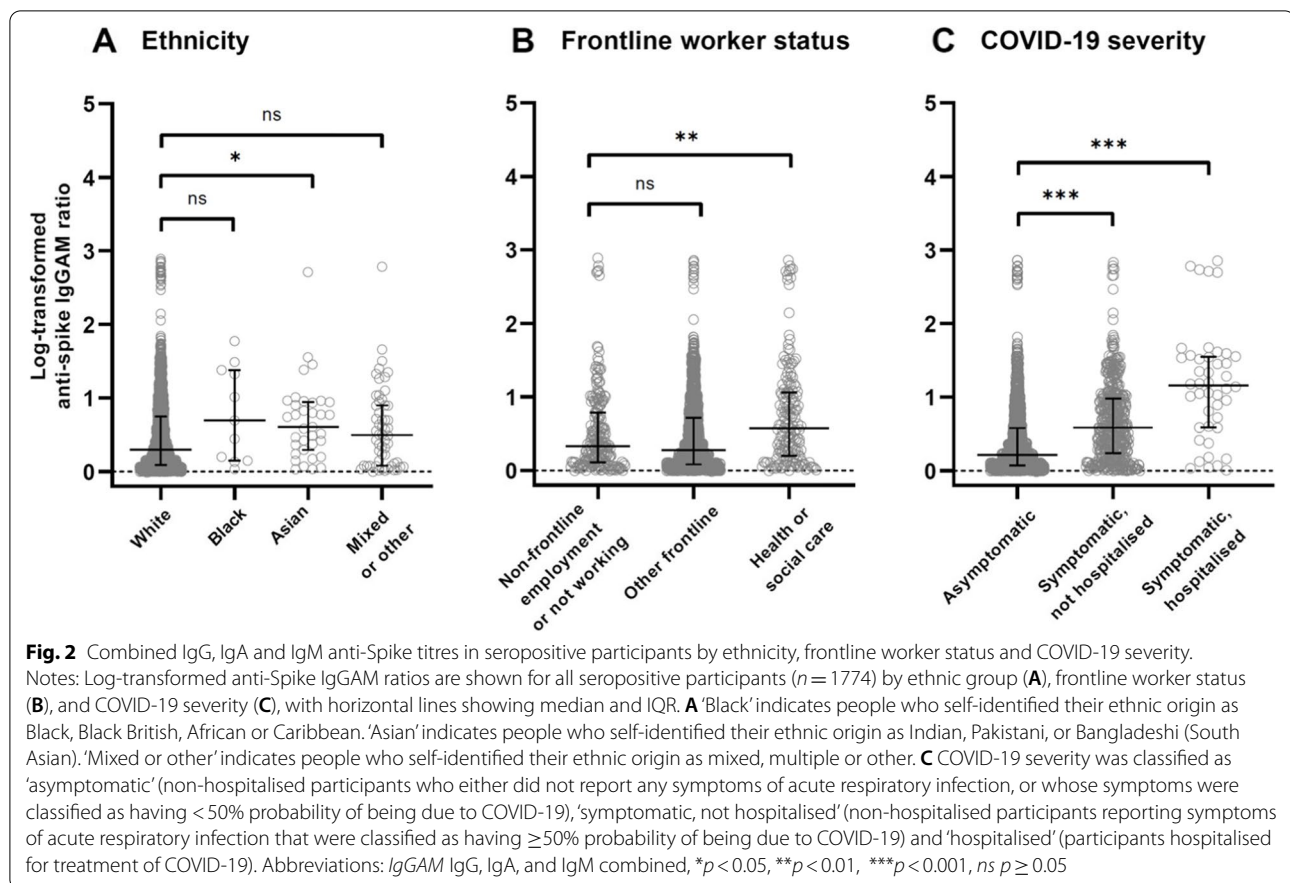 A Ethnicity
ns
*
ns
5
4
3
2
1
0
Log-transformed
anti-spike IgGAM ratio
White
Black
Asian
Mixed
or other
B Frontline worker status
**
ns
5
4
3
2
1
0
Non-frontline
employment
or not working
Other frontline
Health or
social care
C COVID-19 severity
***
***
5
4
3
2
1
0
Asymptomatic
Symptomatic,
not hospitalised
Symptomatic,
hospitalised
Fig. 2 Combined IgG, IgA and IgM anti-Spike titres in seropositive participants by ethnicity, frontline worker status and COVID-19 severity.
Notes: Log-transformed anti-Spike IgGAM ratios are shown for all seropositive participants (n = 1774) by ethnic group (A), frontline worker status
(B), and COVID-19 severity (C), with horizontal lines showing median and IQR. A ‘Black’ indicates people who self-identified their ethnic origin as
Black, Black British, African or Caribbean. ‘Asian’ indicates people who self-identified their ethnic origin as Indian, Pakistani, or Bangladeshi (South
Asian). ‘Mixed or other’ indicates people who self-identified their ethnic origin as mixed, multiple or other. C COVID-19 severity was classified as
‘asymptomatic’ (non-hospitalised participants who either did not report any symptoms of acute respiratory infection, or whose symptoms were
classified as having < 50% probability of being due to COVID-19), ‘symptomatic, not hospitalised’ (non-hospitalised participants reporting symptoms
of acute respiratory infection that were classified as having ≥ 50% probability of being due to COVID-19) and ‘hospitalised’ (participants hospitalised
for treatment of COVID-19). Abbreviations: IgGAM IgG, IgA, and IgM combined, *p < 0.05, **p < 0.01, ***p < 0.001, ns p ≥ 0.05